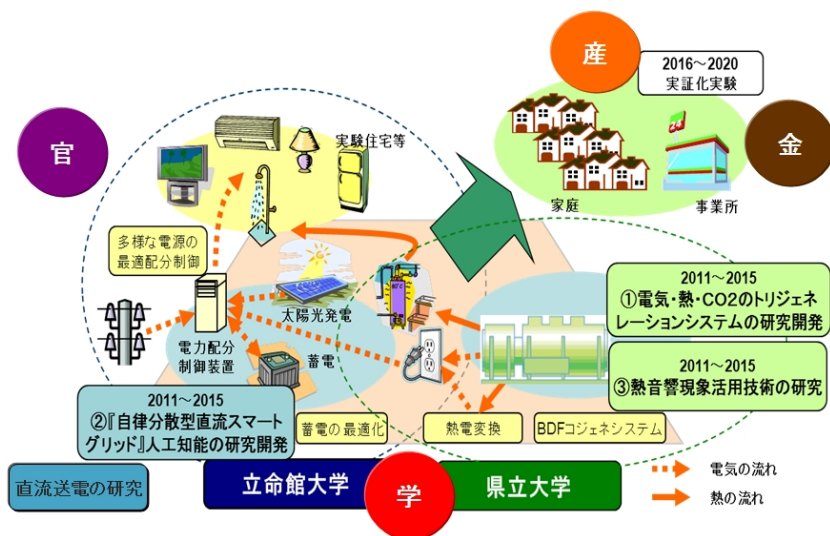 産
2016～2020
実証化実験
官
金
実験住宅等
家庭
事業所
多様な電源の
最適配分制御
太陽光発電
電力配分
制御装置
蓄電
2011～2015
①電気・熱・CO2のトリジェネ
レーションシステムの研究開発
2011～2015
③熱音響現象活用技術の研究
2011～2015
②『自律分散型直流スマート
グリッド』人工知能の研究開発
蓄電の最適化
熱電変換
BDFコジェネシステム
直流送電の研究
立命館大学
学
県立大学
電気の流れ
熱の流れ